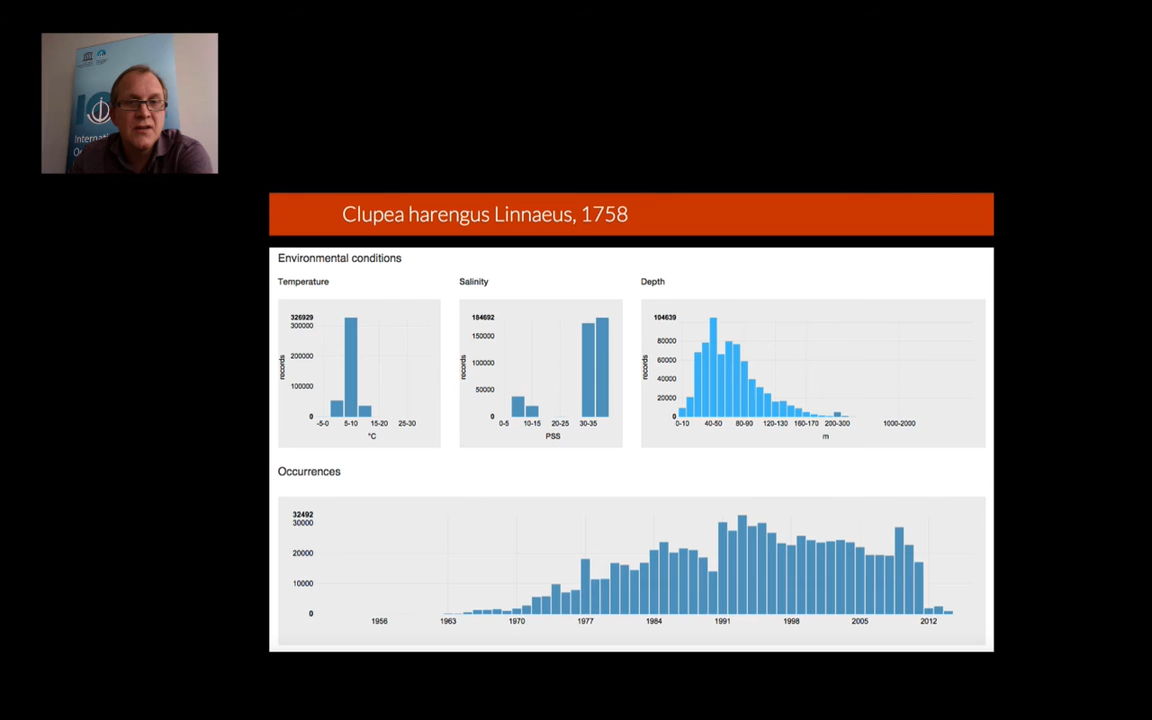 Internati
Clupea harengus Linnaeus, 1758
Environmental conditions
Temperature
Salinity
Depth
326929
300000
200000
100000
0
records
-5-0 5-10 15-20 25-30
°C
184692
150000
100000
50000
0
records
0-5 10-15 20-25 30-35
PSS
104639
80000
60000
40000
20000
0
records
0-10 40-50 80-90 120-130 160-170 200-300 1000-2000
m
Occurrences
32492
30000
20000
10000
0
1956 1963 1970 1977 1984 1991 1998 2005 2012